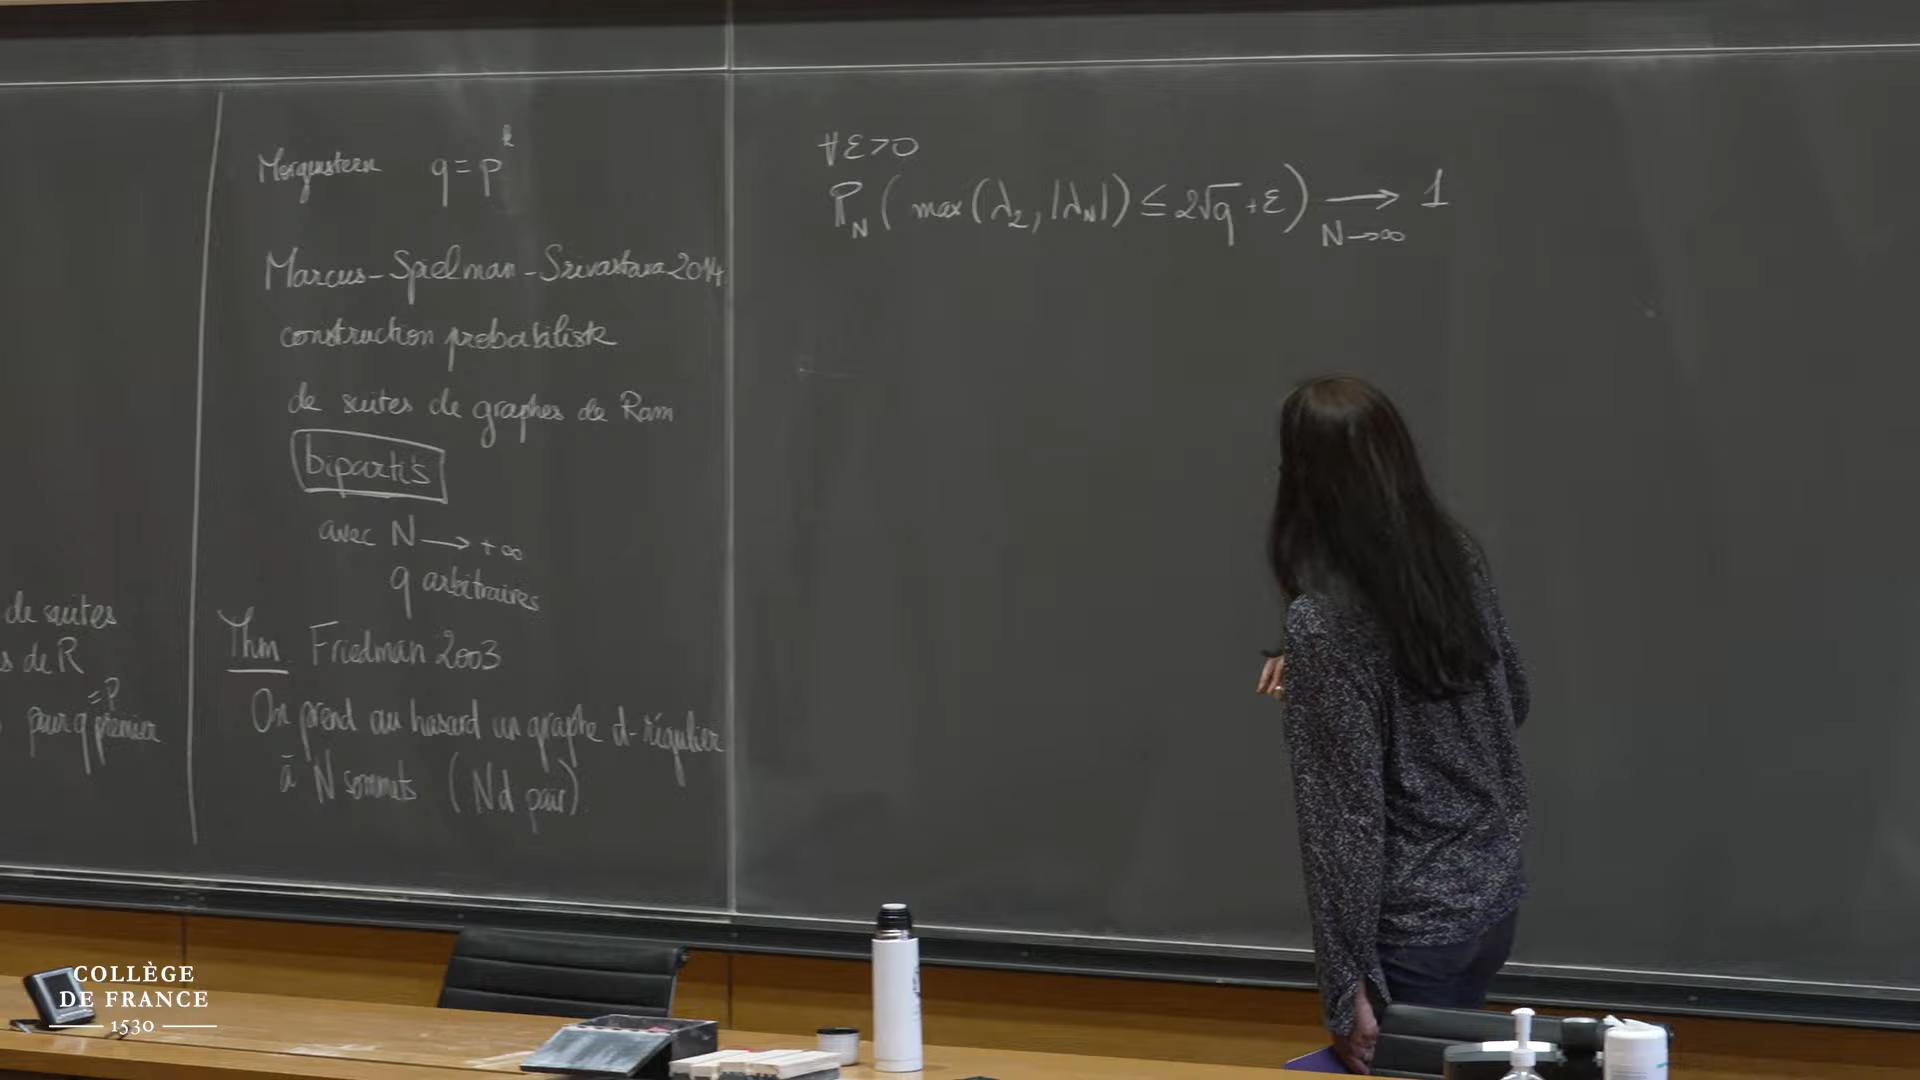 de suites
s de R
pour q premier
= p
Morgenstern q = p^k
Marcus - Spielman - Srivastava 2014
construction probabiliste
de suites de graphes de Ram
bipartis
avec N → +∞
q arbitraires
Thm. Friedman 2003
On prend au hasard un graphe d-régulier
à N sommets (Nd pair).
∀ε>0
P_N ( max(λ_2, |λ_N|) ≤ 2√q + ε ) → 1
N→∞
COLLÈGE
DE FRANCE
1530